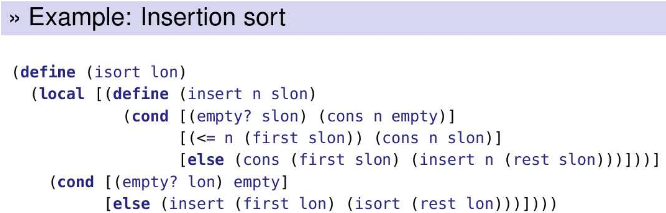 » Example: Insertion sort
(define (isort lon)
  (local [(define (insert n slon)
            (cond [(empty? slon) (cons n empty)]
                  [(<= n (first slon)) (cons n slon)]
                  [else (cons (first slon) (insert n (rest slon)))]))]
    (cond [(empty? lon) empty]
          [else (insert (first lon) (isort (rest lon)))])))